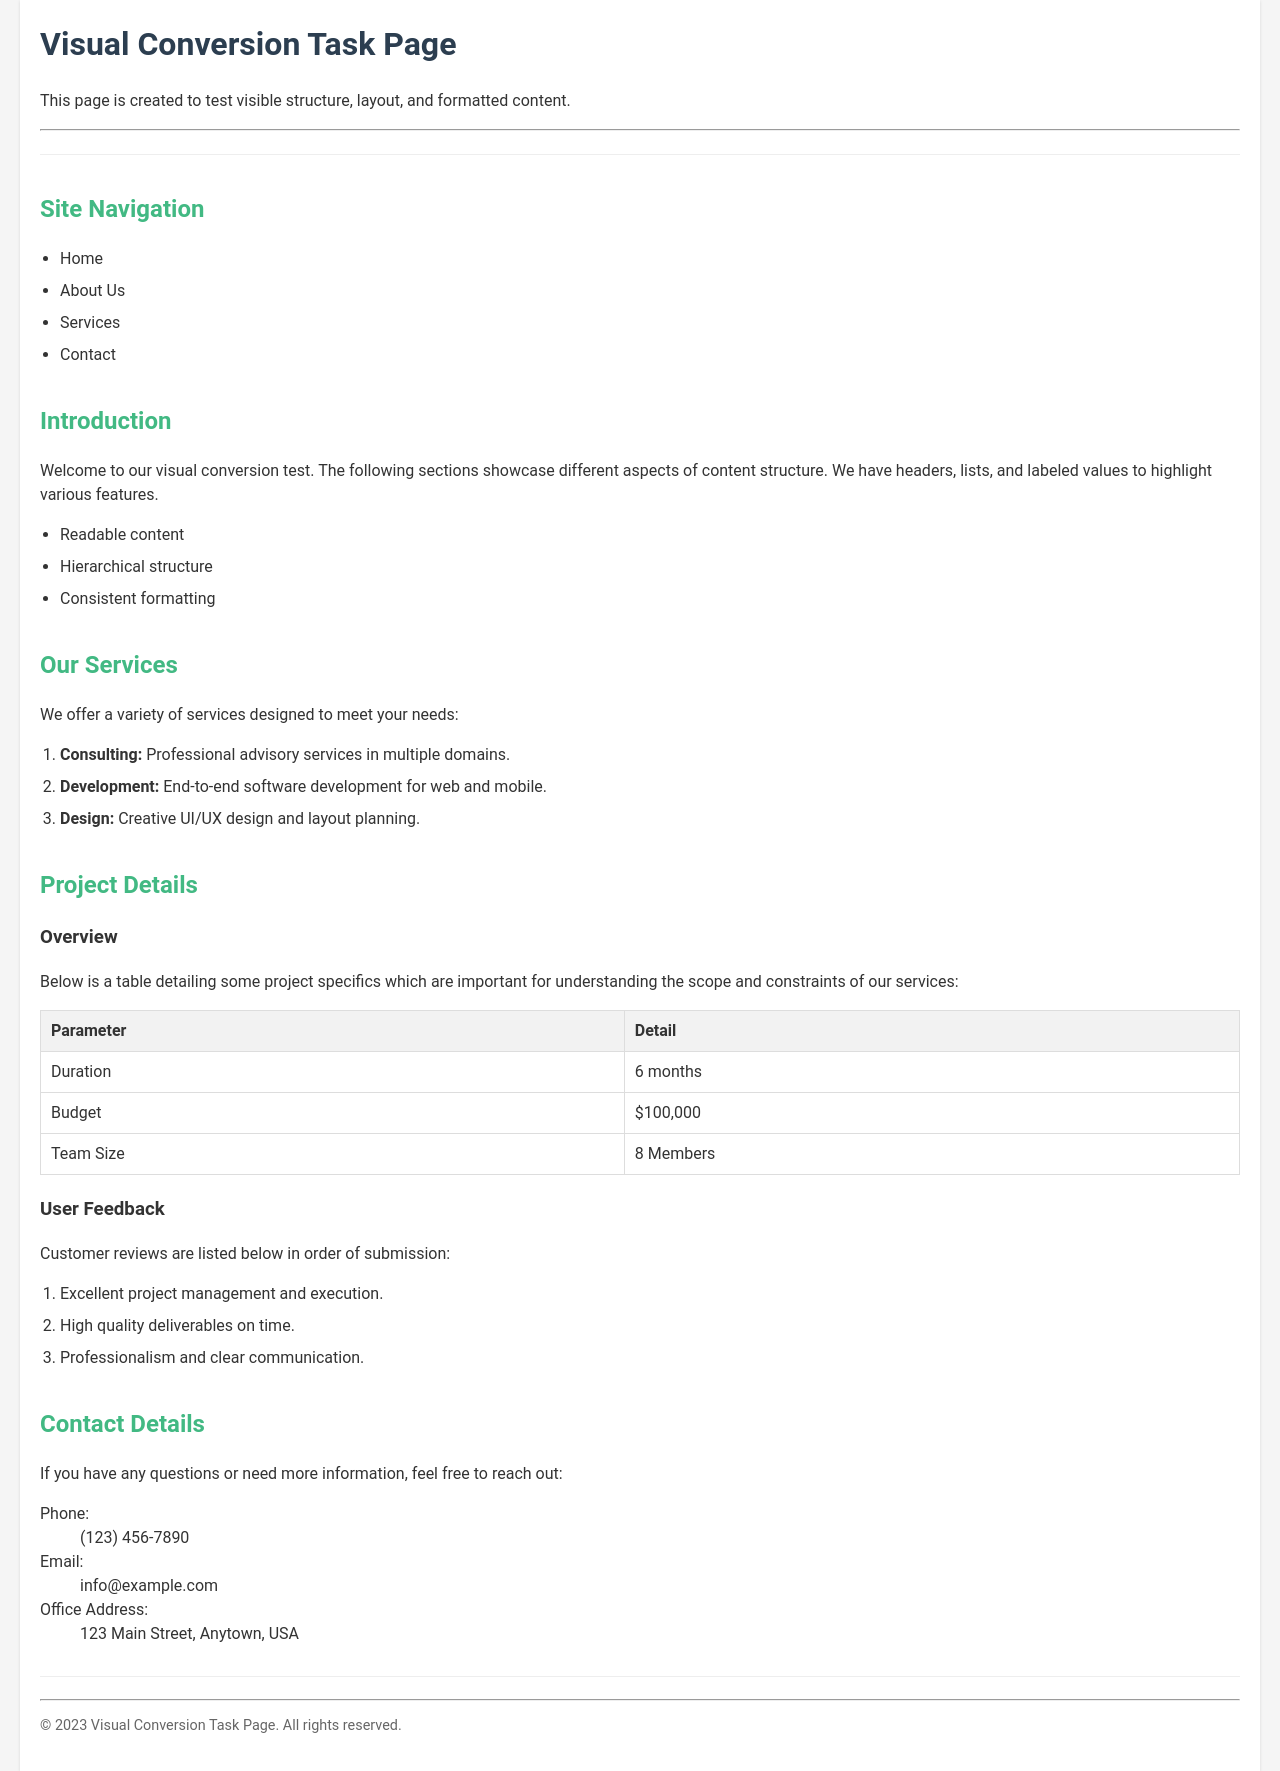 Visual Conversion Task Page
This page is created to test visible structure, layout, and formatted content.
Site Navigation
• Home
• About Us
• Services
• Contact
Introduction
Welcome to our visual conversion test. The following sections showcase different aspects of content structure. We have headers, lists, and labeled values to highlight
various features.
• Readable content
• Hierarchical structure
• Consistent formatting
Our Services
We offer a variety of services designed to meet your needs:
1. Consulting: Professional advisory services in multiple domains.
2. Development: End-to-end software development for web and mobile.
3. Design: Creative UI/UX design and layout planning.
Project Details
Overview
Below is a table detailing some project specifics which are important for understanding the scope and constraints of our services:
Parameter Detail
Duration 6 months
Budget $100,000
Team Size 8 Members
User Feedback
Customer reviews are listed below in order of submission:
1. Excellent project management and execution.
2. High quality deliverables on time.
3. Professionalism and clear communication.
Contact Details
If you have any questions or need more information, feel free to reach out:
Phone:
(123) 456-7890
Email:
info@example.com
Office Address:
123 Main Street, Anytown, USA
© 2023 Visual Conversion Task Page. All rights reserved.